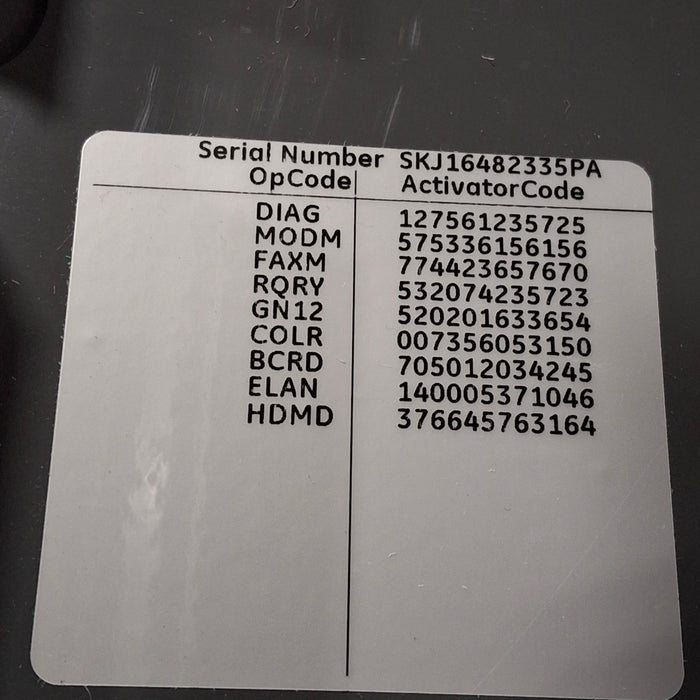 Serial Number SKJ16482335PA
OpCode ActivatorCode
DIAG 127561235725
MODM 575336156156
FAXM 774423657670
RQRY 532074235723
GN12 520201633654
COLR 007356053150
BCRD 705012034245
ELAN 140005371046
HDMD 376645763164